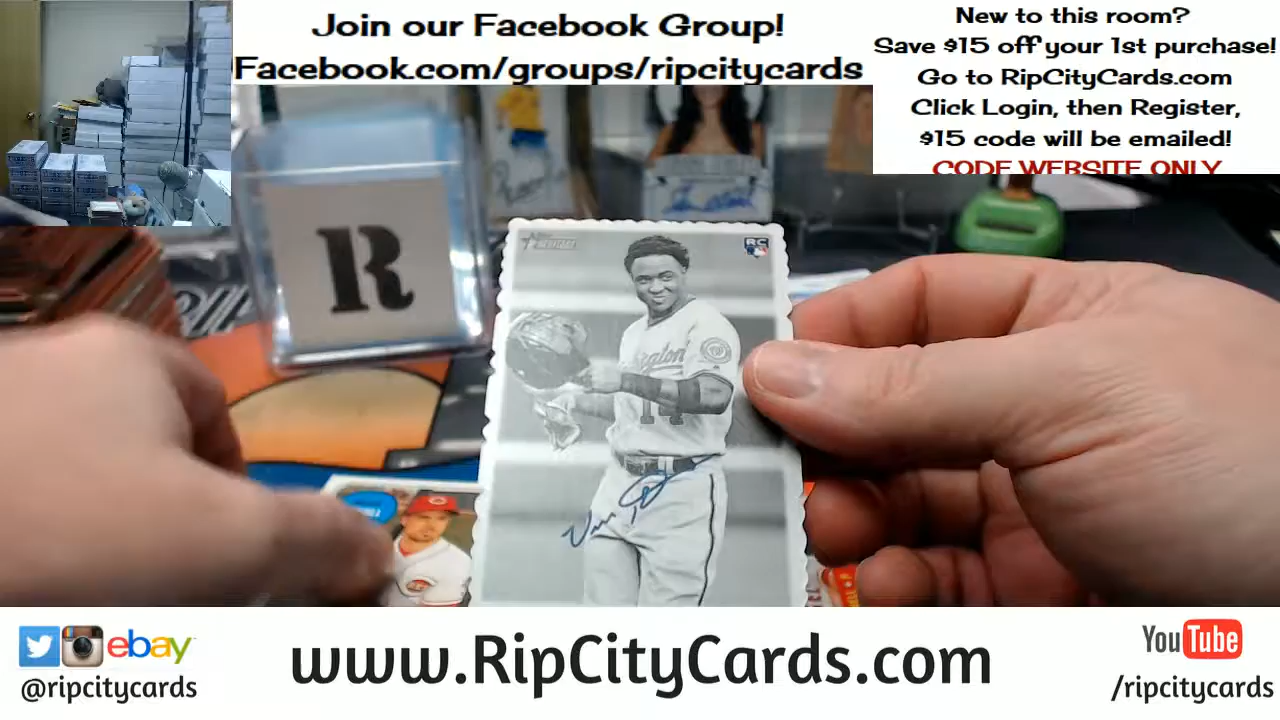 Join our Facebook Group!
Facebook.com/groups/ripcitycards
New to this room?
Save $15 off your 1st purchase!
Go to RipCityCards.com
Click Login, then Register,
$15 code will be emailed!
CODE WEBSITE ONLY
R
HERITAGE
RC
14
ebay
@ripcitycards
www.RipCityCards.com
YouTube
/ripcitycards